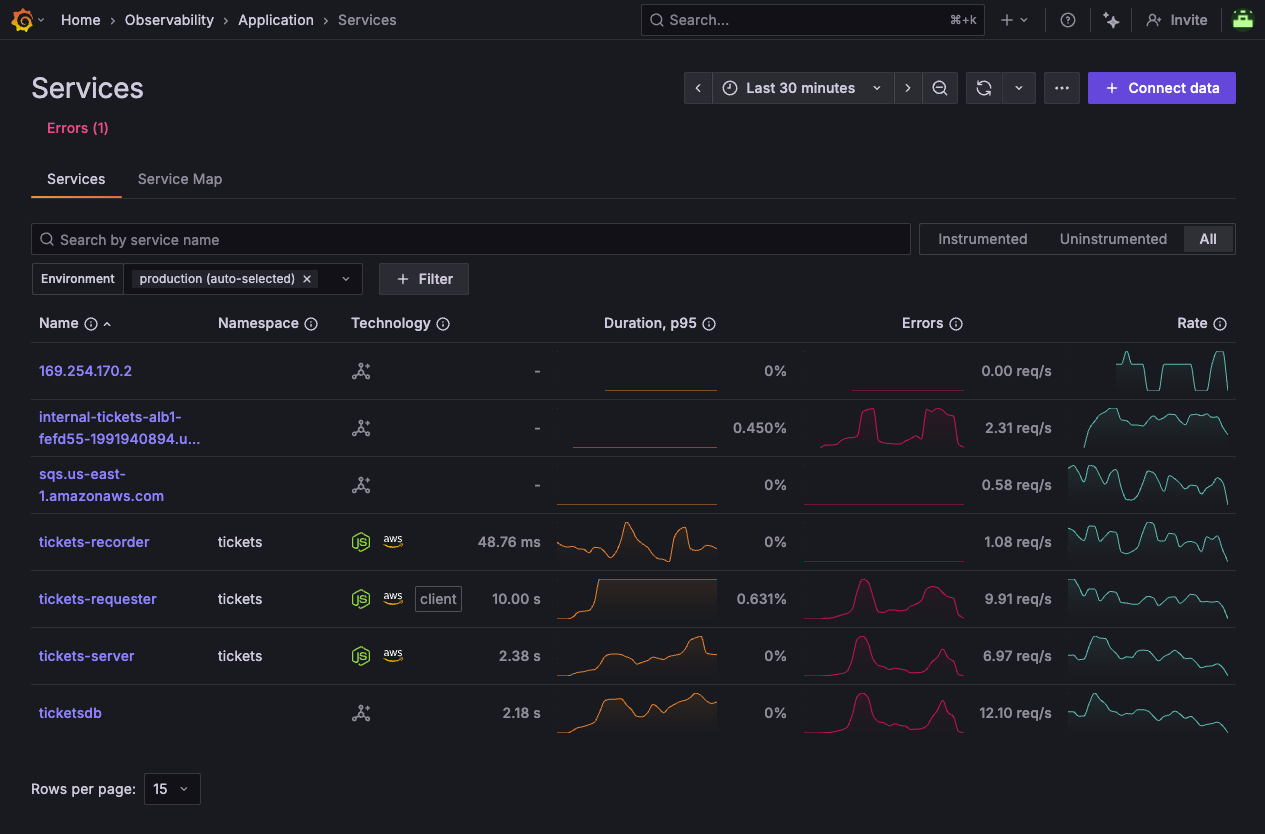 Home › Observability › Application › Services
Search... ⌘+k
Invite
Services
Last 30 minutes
Connect data
Errors (1)
Services Service Map
Search by service name
Instrumented Uninstrumented All
Environment production (auto-selected) ×
+ Filter
Name Namespace Technology Duration, p95 Errors Rate
169.254.170.2 - 0% 0.00 req/s
internal-tickets-alb1-
fefd55-1991940894.u... - 0.450% 2.31 req/s
sqs.us-east-
1.amazonaws.com - 0% 0.58 req/s
tickets-recorder tickets JS aws 48.76 ms 0% 1.08 req/s
tickets-requester tickets JS aws client 10.00 s 0.631% 9.91 req/s
tickets-server tickets JS aws 2.38 s 0% 6.97 req/s
ticketsdb 2.18 s 0% 12.10 req/s
Rows per page: 15